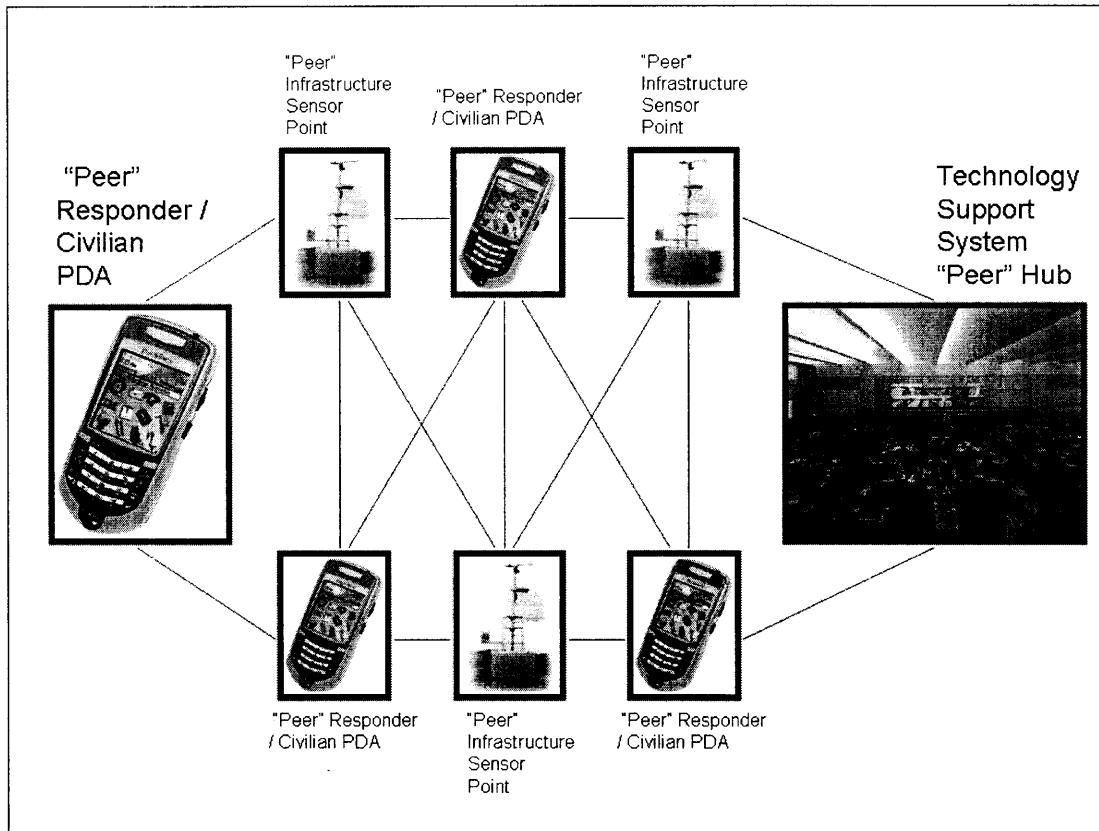 "Peer"
Infrastructure
Sensor
Point
"Peer" Responder
/ Civilian PDA
"Peer"
Infrastructure
Sensor
Point
“Peer”
Responder /
Civilian
PDA
Technology
Support
System
“Peer” Hub
"Peer" Responder
/ Civilian PDA
"Peer"
Infrastructure
Sensor
Point
"Peer" Responder
/ Civilian PDA